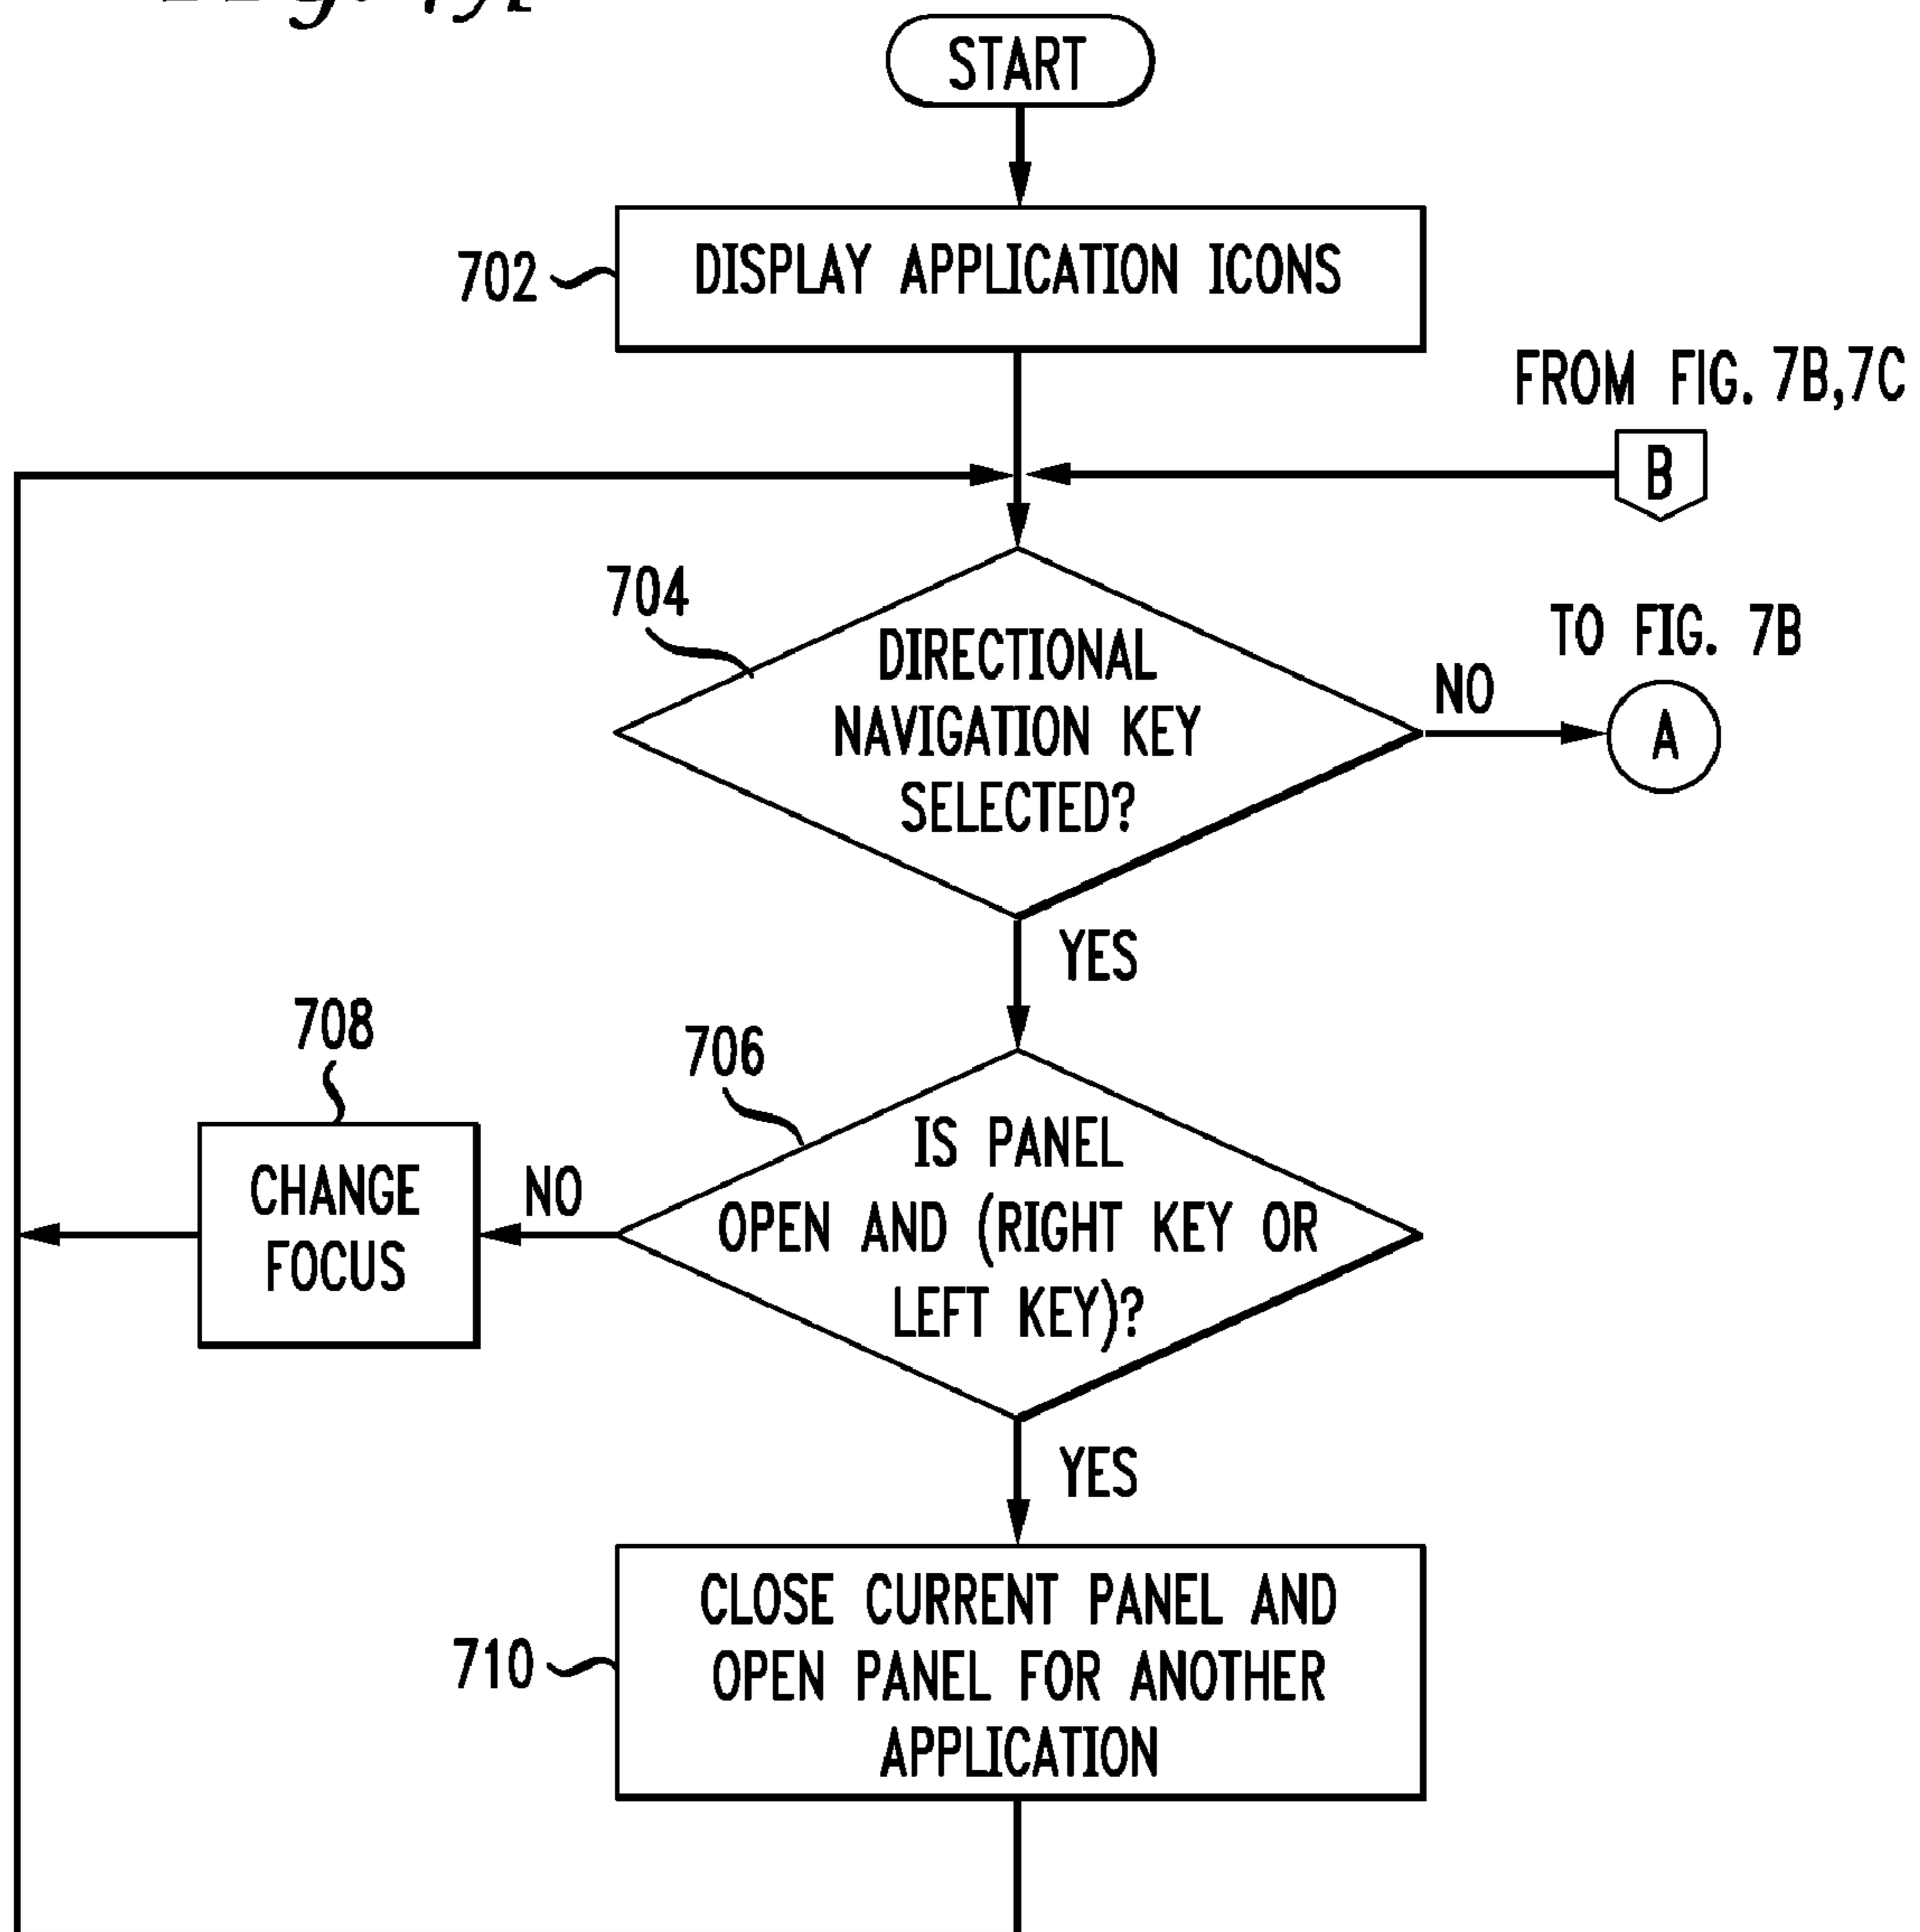 START
702
DISPLAY APPLICATION ICONS
FROM FIG. 7B,7C
B
704
DIRECTIONAL
NAVIGATION KEY
SELECTED?
NO
TO FIG. 7B
A
YES
708
706
CHANGE
FOCUS
NO
IS PANEL
OPEN AND (RIGHT KEY OR
LEFT KEY)?
YES
710
CLOSE CURRENT PANEL AND
OPEN PANEL FOR ANOTHER
APPLICATION